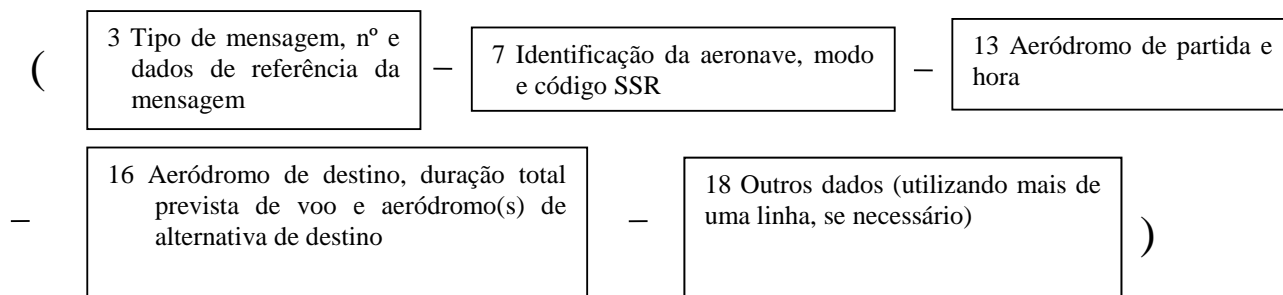 ( 3 Tipo de mensagem, nº e dados de referência da mensagem – 7 Identificação da aeronave, modo e código SSR – 13 Aeródromo de partida e hora
– 16 Aeródromo de destino, duração total prevista de voo e aeródromo(s) de alternativa de destino – 18 Outros dados (utilizando mais de uma linha, se necessário) )